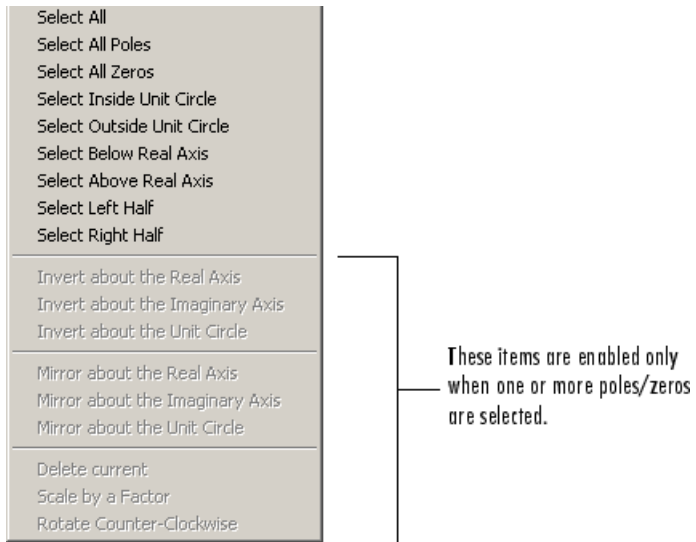 Select All
Select All Poles
Select All Zeros
Select Inside Unit Circle
Select Outside Unit Circle
Select Below Real Axis
Select Above Real Axis
Select Left Half
Select Right Half
Invert about the Real Axis
Invert about the Imaginary Axis
Invert about the Unit Circle
Mirror about the Real Axis
Mirror about the Imaginary Axis
Mirror about the Unit Circle
Delete current
Scale by a Factor
Rotate Counter-Clockwise
These items are enabled only
when one or more poles/zeros
are selected.